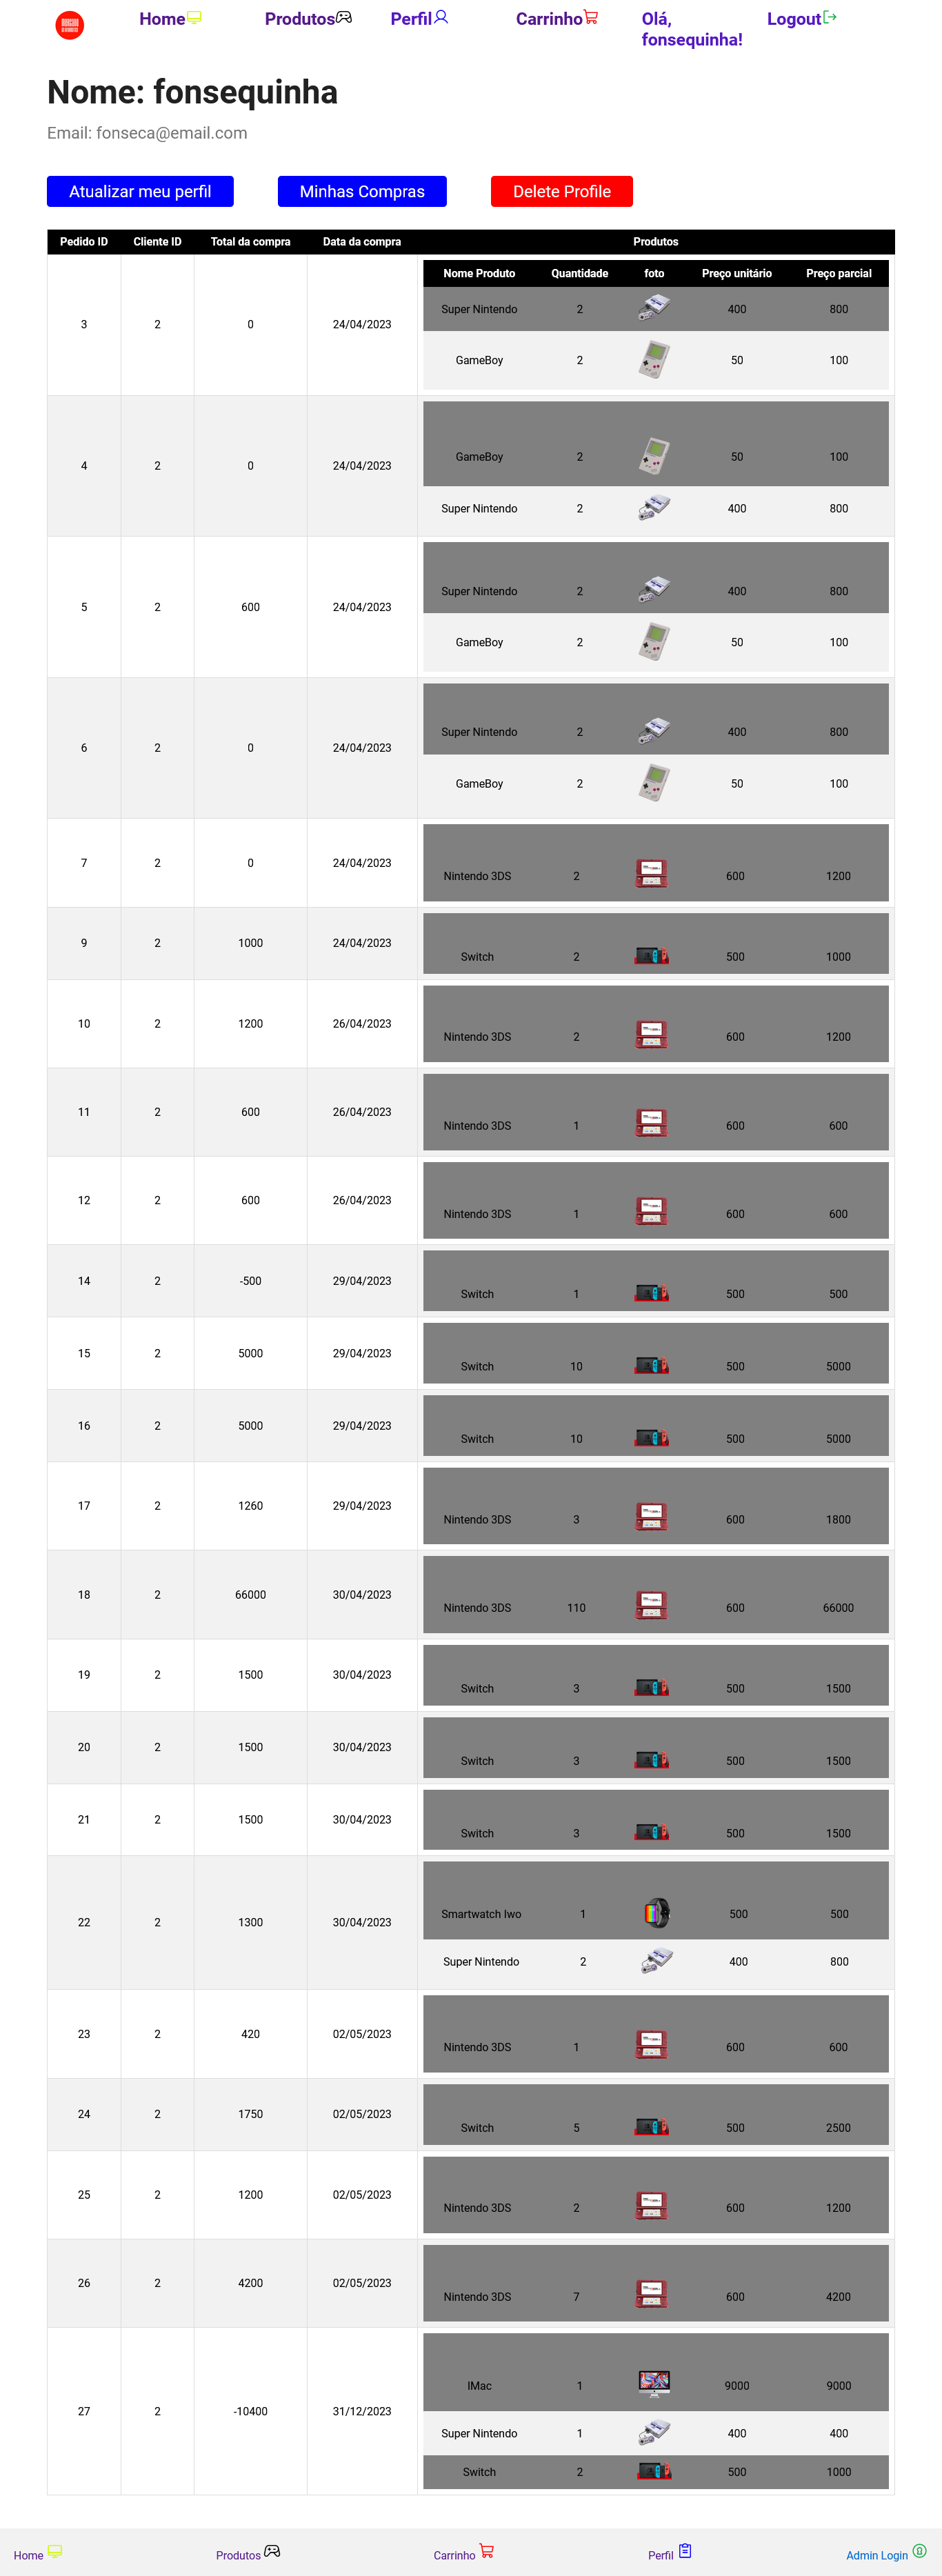 Home Produtos Perfil Carrinho Olá, fonsequinha! Logout
Nome: fonsequinha
Email: fonseca@email.com
Atualizar meu perfil Minhas Compras Delete Profile
Pedido ID Cliente ID Total da compra Data da compra Produtos
Nome Produto Quantidade foto Preço unitário Preço parcial
3 2 0 24/04/2023
Super Nintendo 2 400 800
GameBoy 2 50 100
4 2 0 24/04/2023
GameBoy 2 50 100
Super Nintendo 2 400 800
5 2 600 24/04/2023
Super Nintendo 2 400 800
GameBoy 2 50 100
6 2 0 24/04/2023
Super Nintendo 2 400 800
GameBoy 2 50 100
7 2 0 24/04/2023
Nintendo 3DS 2 600 1200
9 2 1000 24/04/2023
Switch 2 500 1000
10 2 1200 26/04/2023
Nintendo 3DS 2 600 1200
11 2 600 26/04/2023
Nintendo 3DS 1 600 600
12 2 600 26/04/2023
Nintendo 3DS 1 600 600
14 2 -500 29/04/2023
Switch 1 500 500
15 2 5000 29/04/2023
Switch 10 500 5000
16 2 5000 29/04/2023
Switch 10 500 5000
17 2 1260 29/04/2023
Nintendo 3DS 3 600 1800
18 2 66000 30/04/2023
Nintendo 3DS 110 600 66000
19 2 1500 30/04/2023
Switch 3 500 1500
20 2 1500 30/04/2023
Switch 3 500 1500
21 2 1500 30/04/2023
Switch 3 500 1500
22 2 1300 30/04/2023
Smartwatch Iwo 1 500 500
Super Nintendo 2 400 800
23 2 420 02/05/2023
Nintendo 3DS 1 600 600
24 2 1750 02/05/2023
Switch 5 500 2500
25 2 1200 02/05/2023
Nintendo 3DS 2 600 1200
26 2 4200 02/05/2023
Nintendo 3DS 7 600 4200
27 2 -10400 31/12/2023
IMac 1 9000 9000
Super Nintendo 1 400 400
Switch 2 500 1000
Home Produtos Carrinho Perfil Admin Login